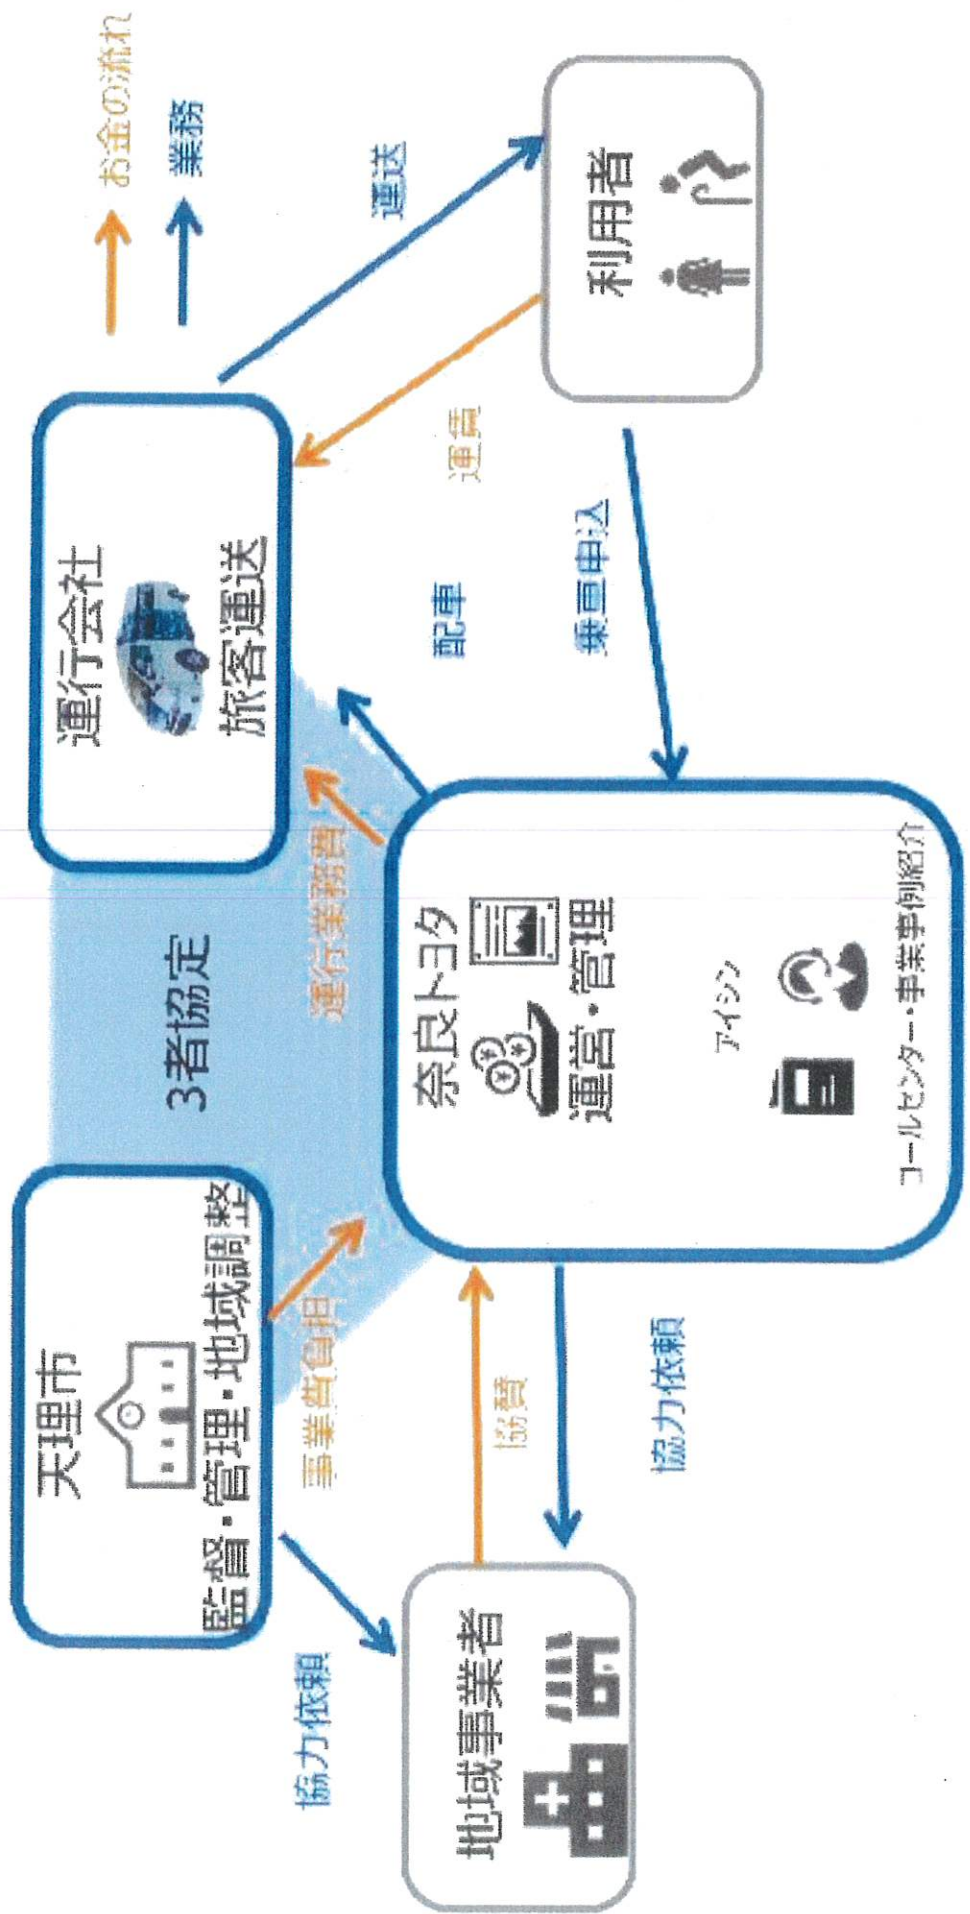 お金の流れ
業務
天理市
監督・管理・地域調整
3者協定
運行会社
旅客運送
事業費負担
運行業務費
配車
運賃
運送
協力依頼
地域事業者
協賛
協力依頼
奈良トヨタ
運営・管理
アイシン
コールセンター・事業事例紹介
乗車申込
利用者